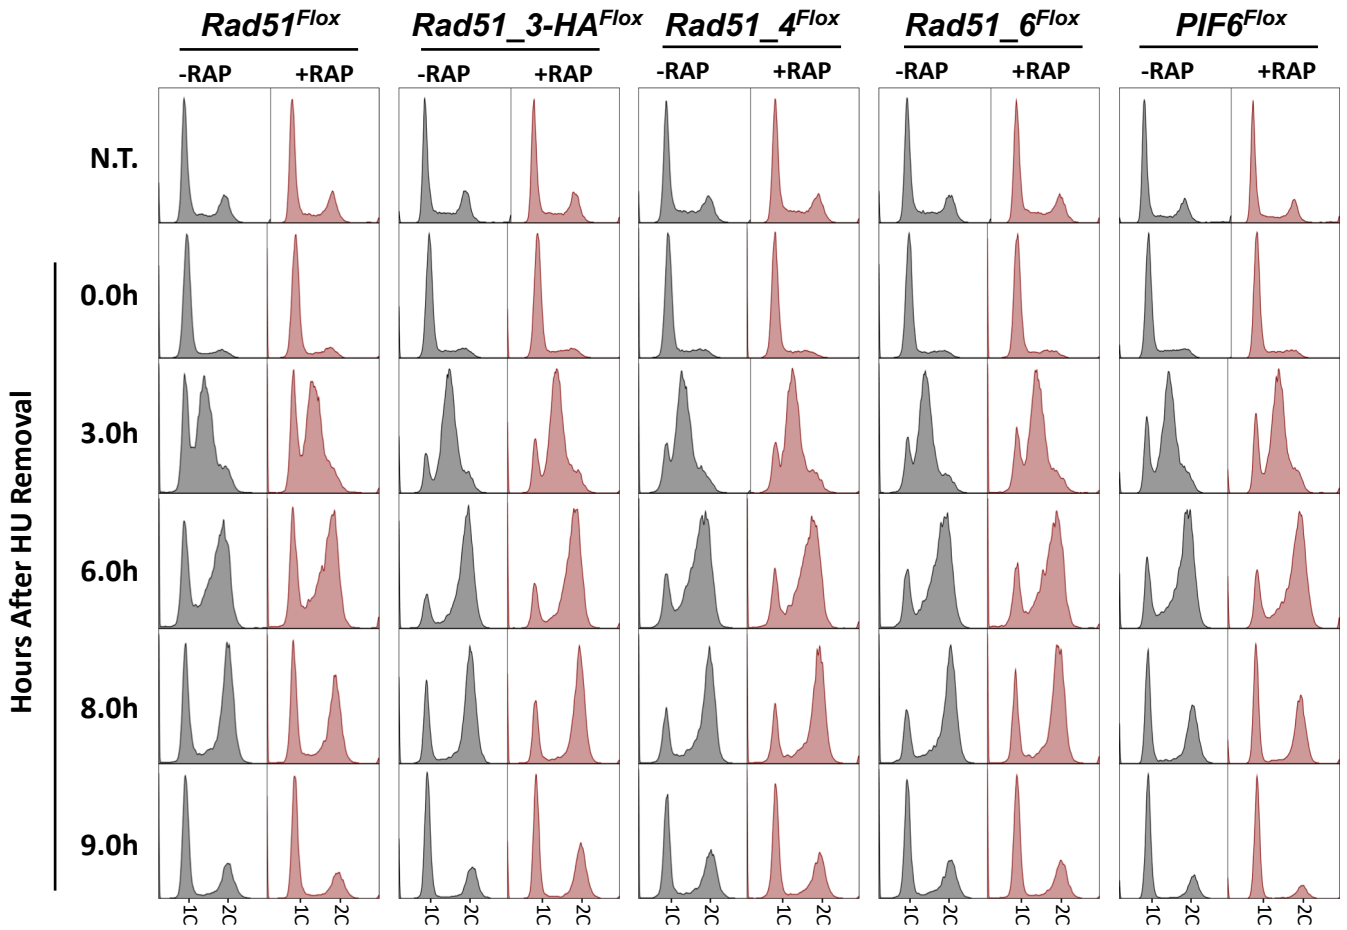 Rad51Flox Rad51_3-HAFlox Rad51_4Flox Rad51_6Flox PIF6Flox
-RAP +RAP -RAP +RAP -RAP +RAP -RAP +RAP -RAP +RAP
N.T.
0.0h
3.0h
6.0h
8.0h
9.0h
Hours After HU Removal
1C 2C 1C 2C 1C 2C 1C 2C 1C 2C 1C 2C 1C 2C 1C 2C 1C 2C 1C 2C